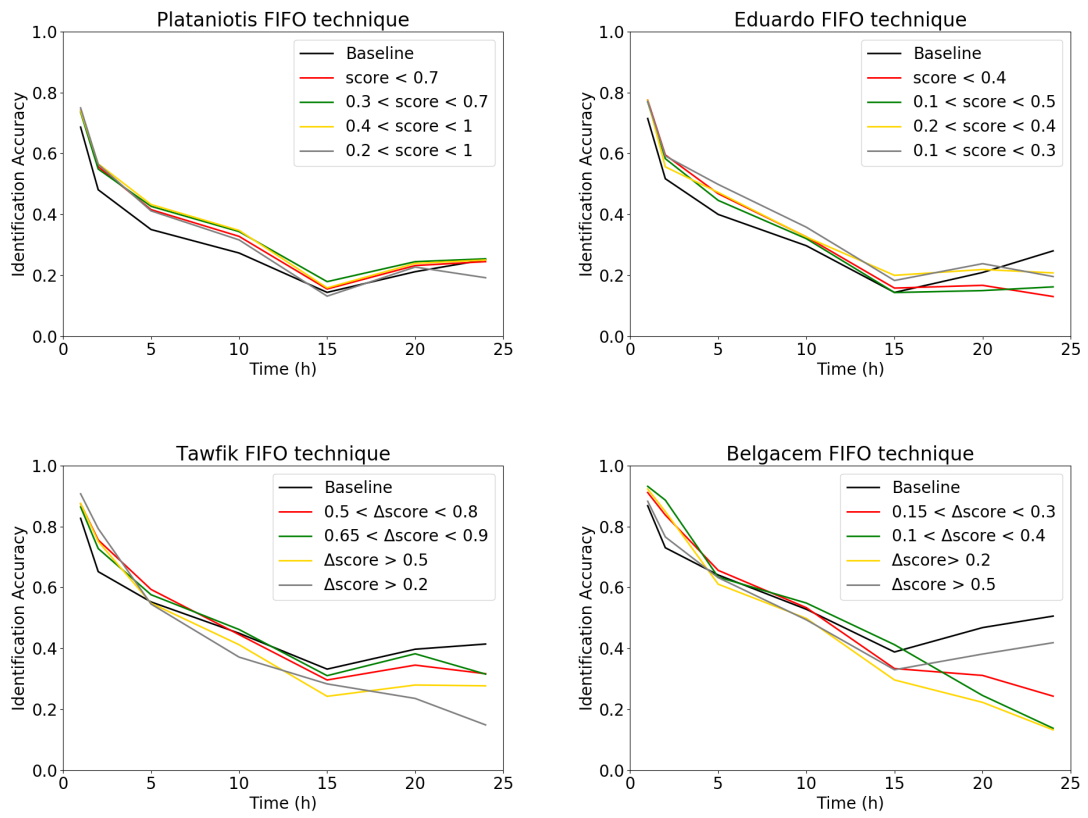 Plataniotis FIFO technique
Identification Accuracy
1.0
0.8
0.6
0.4
0.2
0.0
Baseline
score < 0.7
0.3 < score < 0.7
0.4 < score < 1
0.2 < score < 1
0 5 10 15 20 25
Time (h)
Eduardo FIFO technique
Identification Accuracy
1.0
0.8
0.6
0.4
0.2
0.0
Baseline
score < 0.4
0.1 < score < 0.5
0.2 < score < 0.4
0.1 < score < 0.3
0 5 10 15 20 25
Time (h)
Tawfik FIFO technique
Identification Accuracy
1.0
0.8
0.6
0.4
0.2
0.0
Baseline
0.5 < Δscore < 0.8
0.65 < Δscore < 0.9
Δscore > 0.5
Δscore > 0.2
0 5 10 15 20 25
Time (h)
Belgacem FIFO technique
Identification Accuracy
1.0
0.8
0.6
0.4
0.2
0.0
Baseline
0.15 < Δscore < 0.3
0.1 < Δscore < 0.4
Δscore> 0.2
Δscore > 0.5
0 5 10 15 20 25
Time (h)